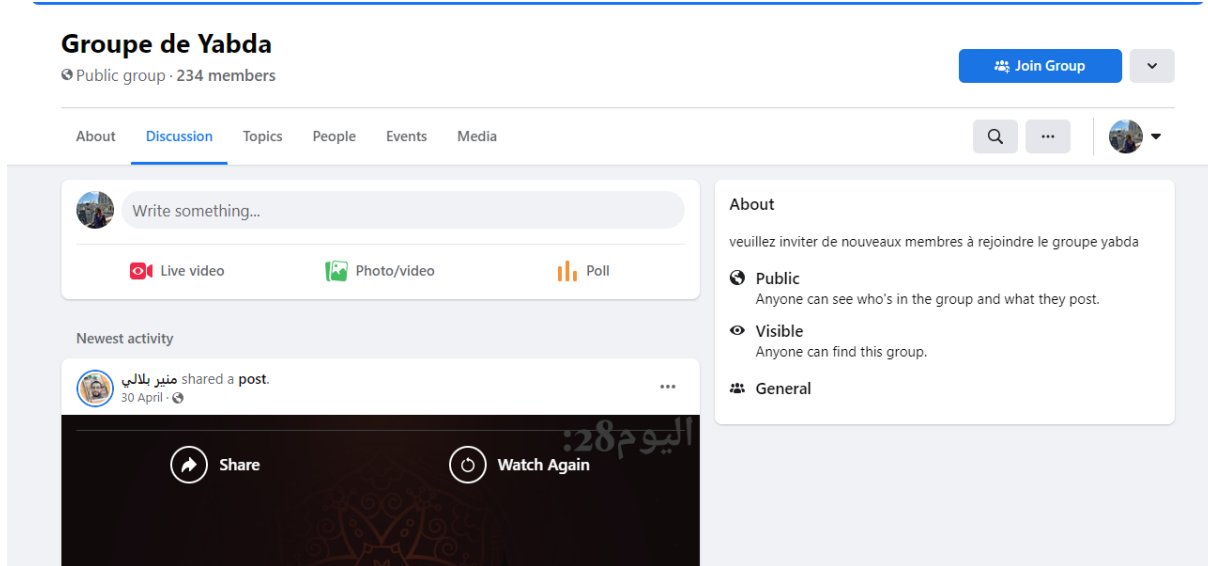 Groupe de Yabda
Public group · 234 members
Join Group
About Discussion Topics People Events Media
Write something...
Live video Photo/video Poll
Newest activity
منير بلالي shared a post.
30 April ·
اليوم28:
Share Watch Again
About
veuillez inviter de nouveaux membres à rejoindre le groupe yabda
Public
Anyone can see who's in the group and what they post.
Visible
Anyone can find this group.
General